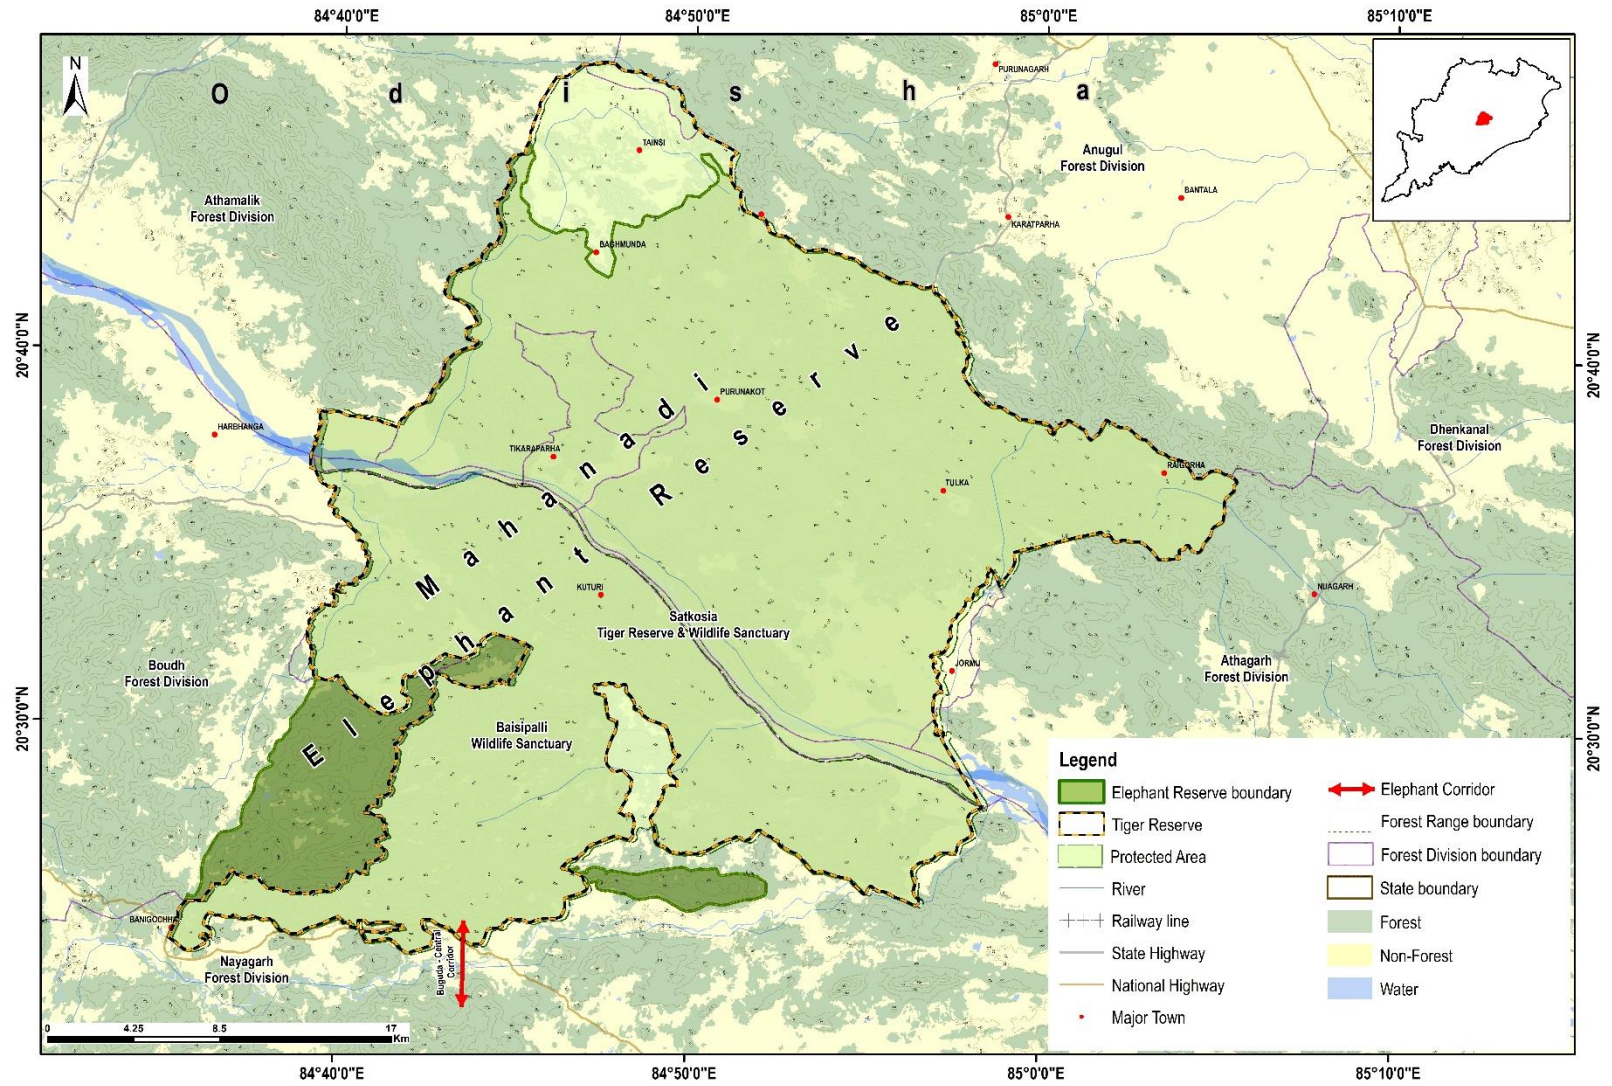 84°40'0"E
84°50'0"E
85°0'0"E
85°10'0"E
N
O d i s h a
PURUNAGARH
TAINSI
Anugul
Forest Division
BANTALA
Athamalik
Forest Division
KARATPARHA
BAGHMUNDA
20°40'0"N
20°40'0"N
PURUNAKOT
HARBHANGA
TIKARAPARHA
Dhenkanal
Forest Division
RAIGORHA
TULKA
Mahanadi
Elephant Reserve
KUTURI
NUAGARH
Satkosia
Tiger Reserve & Wildlife Sanctuary
JORMU
Boudh
Forest Division
Athagarh
Forest Division
20°30'0"N
20°30'0"N
Baisipalli
Wildlife Sanctuary
BANIGOCHHA
Nayagarh
Forest Division
Buguda - Central
Corridor
Legend
Elephant Reserve boundary
Tiger Reserve
Protected Area
River
Railway line
State Highway
National Highway
Major Town
Elephant Corridor
Forest Range boundary
Forest Division boundary
State boundary
Forest
Non-Forest
Water
0 4.25 8.5 17
Km
84°40'0"E
84°50'0"E
85°0'0"E
85°10'0"E